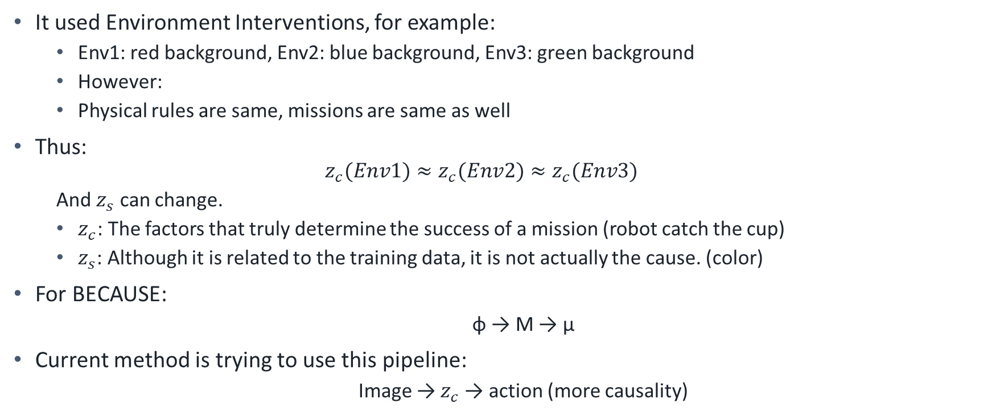 • It used Environment Interventions, for example:
• Env1: red background, Env2: blue background, Env3: green background
• However:
• Physical rules are same, missions are same as well
• Thus:
z_c(Env1) ≈ z_c(Env2) ≈ z_c(Env3)
And z_s can change.
• z_c: The factors that truly determine the success of a mission (robot catch the cup)
• z_s: Although it is related to the training data, it is not actually the cause. (color)
• For BECAUSE:
ϕ → M → μ
• Current method is trying to use this pipeline:
Image → z_c → action (more causality)